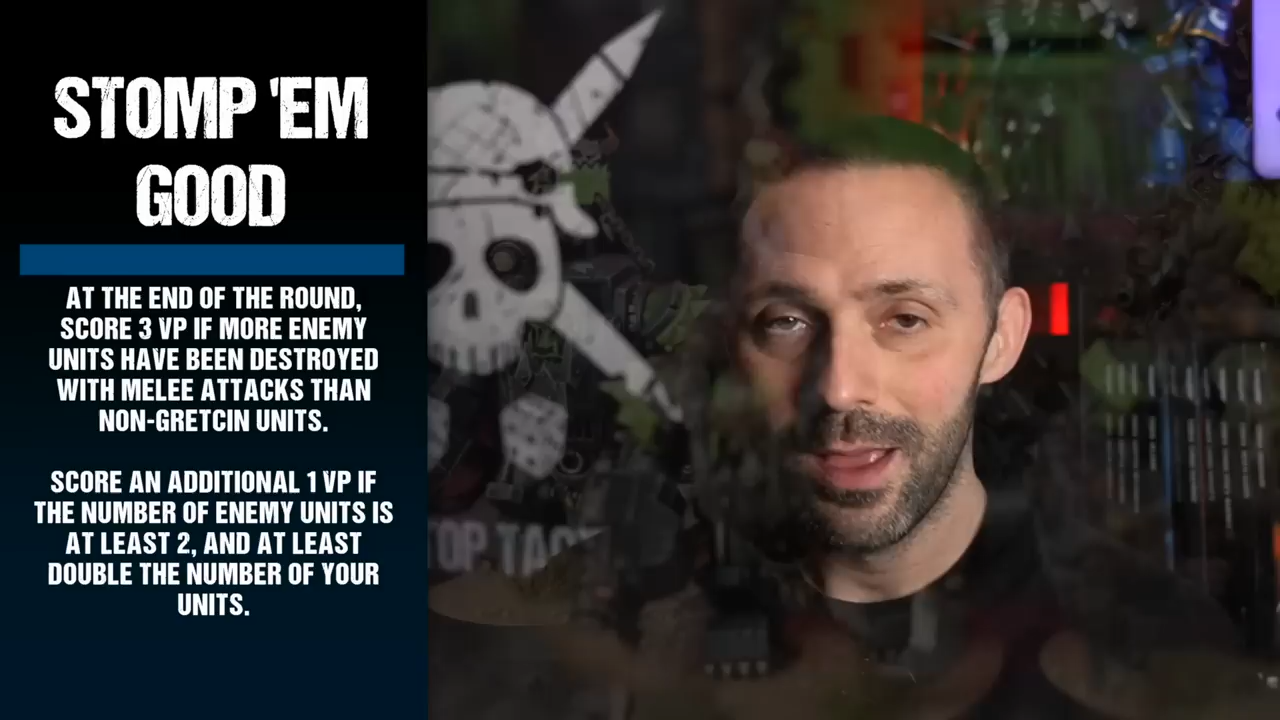 STOMP 'EM
GOOD
AT THE END OF THE ROUND,
SCORE 3 VP IF MORE ENEMY
UNITS HAVE BEEN DESTROYED
WITH MELEE ATTACKS THAN
NON-GRETCIN UNITS.
SCORE AN ADDITIONAL 1 VP IF
THE NUMBER OF ENEMY UNITS IS
AT LEAST 2, AND AT LEAST
DOUBLE THE NUMBER OF YOUR
UNITS.
TOP